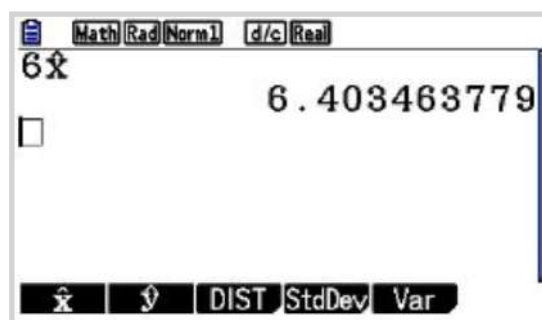 Math Rad Norm1 d/c Real
6x̂
6.403463779
x̂ ŷ DIST StdDev Var